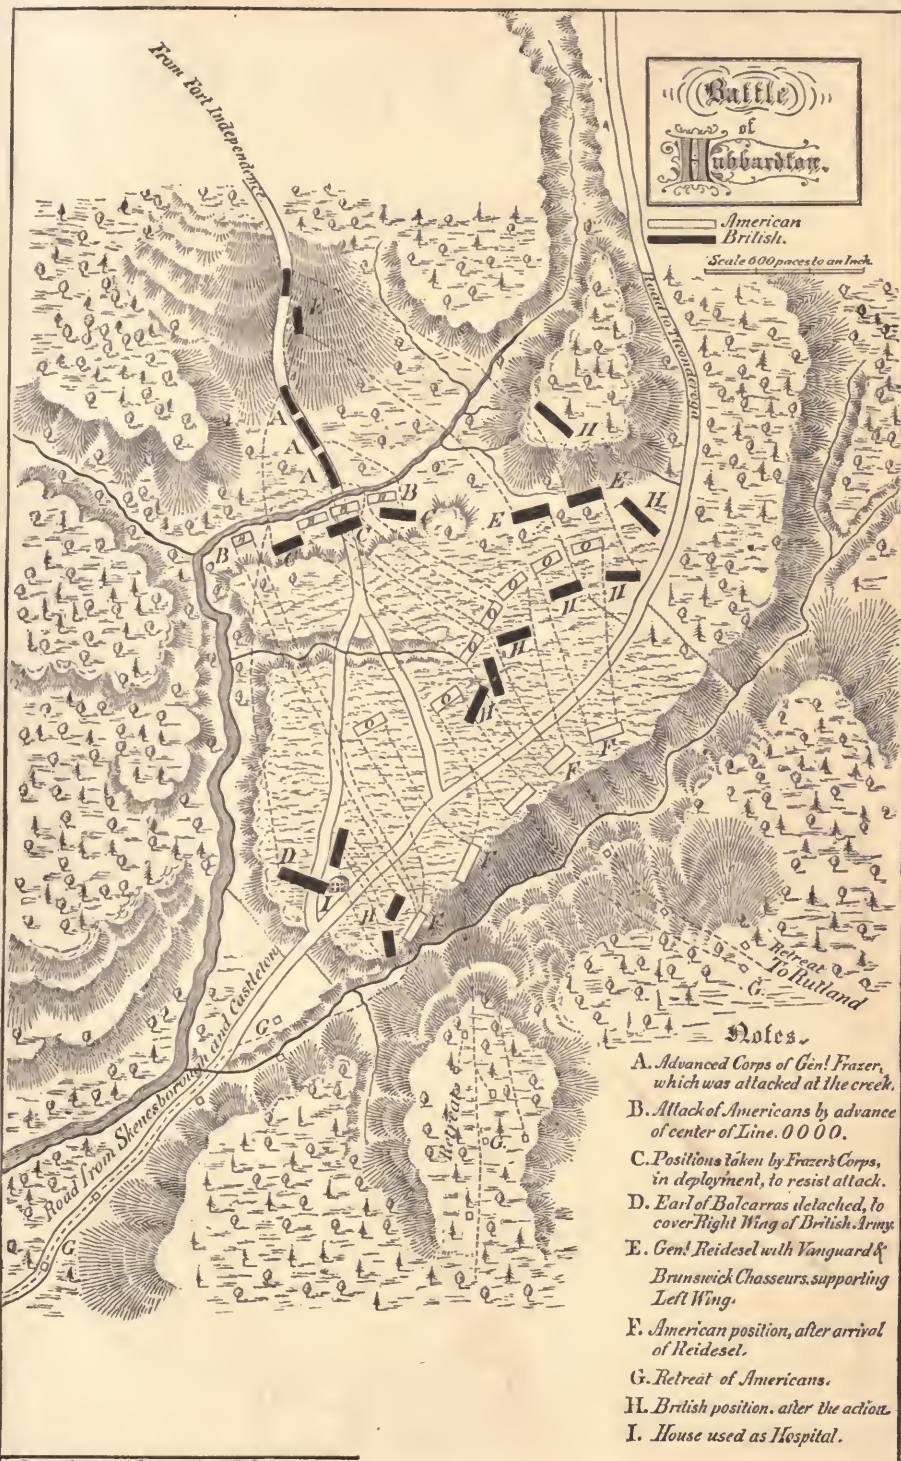 Battle
of
Hubbardton.
American
British.
Scale 600 paces to an Inch.
From Fort Independence
Road to Ticonderoga
E
A
A
A
B
B
C
C
C
E
E
H
H
H
H
H
H
O
O
O
O
O
O
O
O
O
O
O
O
F
F
F
F
D
I
H
G
Retreat
To Rutland
G.
Retreat
G.
Road from Skenesborough and Castleton
G
Notes.
A. Advanced Corps of Genl. Frazer,
which was attacked at the creek.
B. Attack of Americans by advance
of center of Line. 0 0 0 0.
C. Positions taken by Frazer's Corps,
in deployment, to resist attack.
D. Earl of Balcarras detached, to
cover Right Wing of British Army.
E. Genl. Reidesel with Vanguard &
Brunswick Chasseurs, supporting
Left Wing.
F. American position, after arrival
of Reidesel.
G. Retreat of Americans.
H. British position. after the action.
I. House used as Hospital.